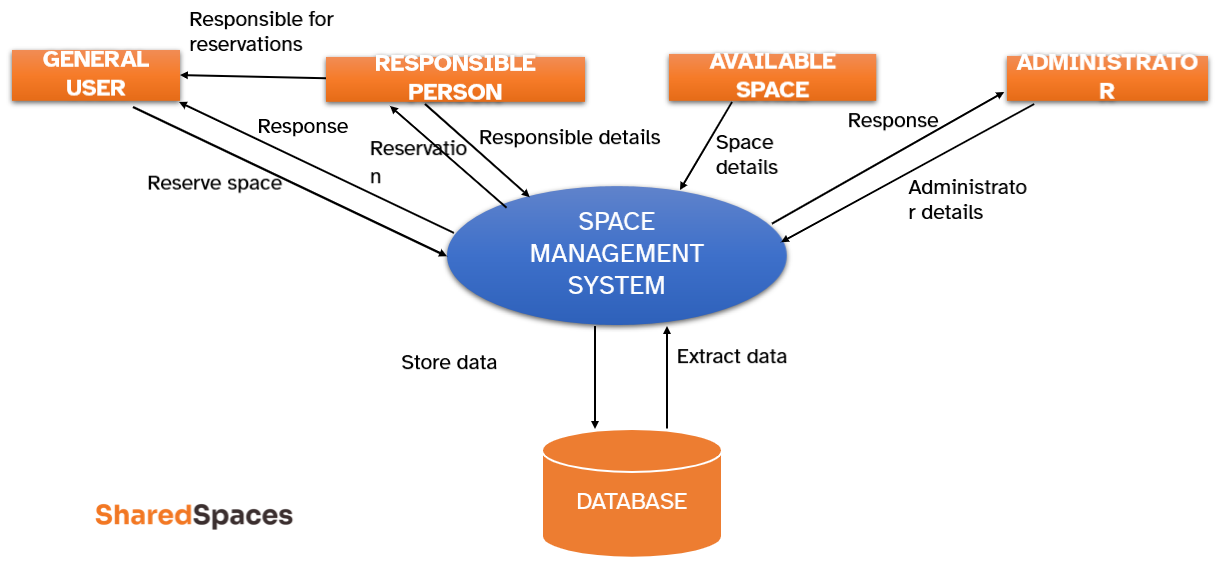 Responsible for
reservations
GENERAL
USER
RESPONSIBLE
PERSON
AVAILABLE
SPACE
ADMINISTRATO
R
Response
Reservatio
n
Responsible details
Space
details
Response
Reserve space
Administrato
r details
SPACE
MANAGEMENT
SYSTEM
Store data
Extract data
DATABASE
SharedSpaces